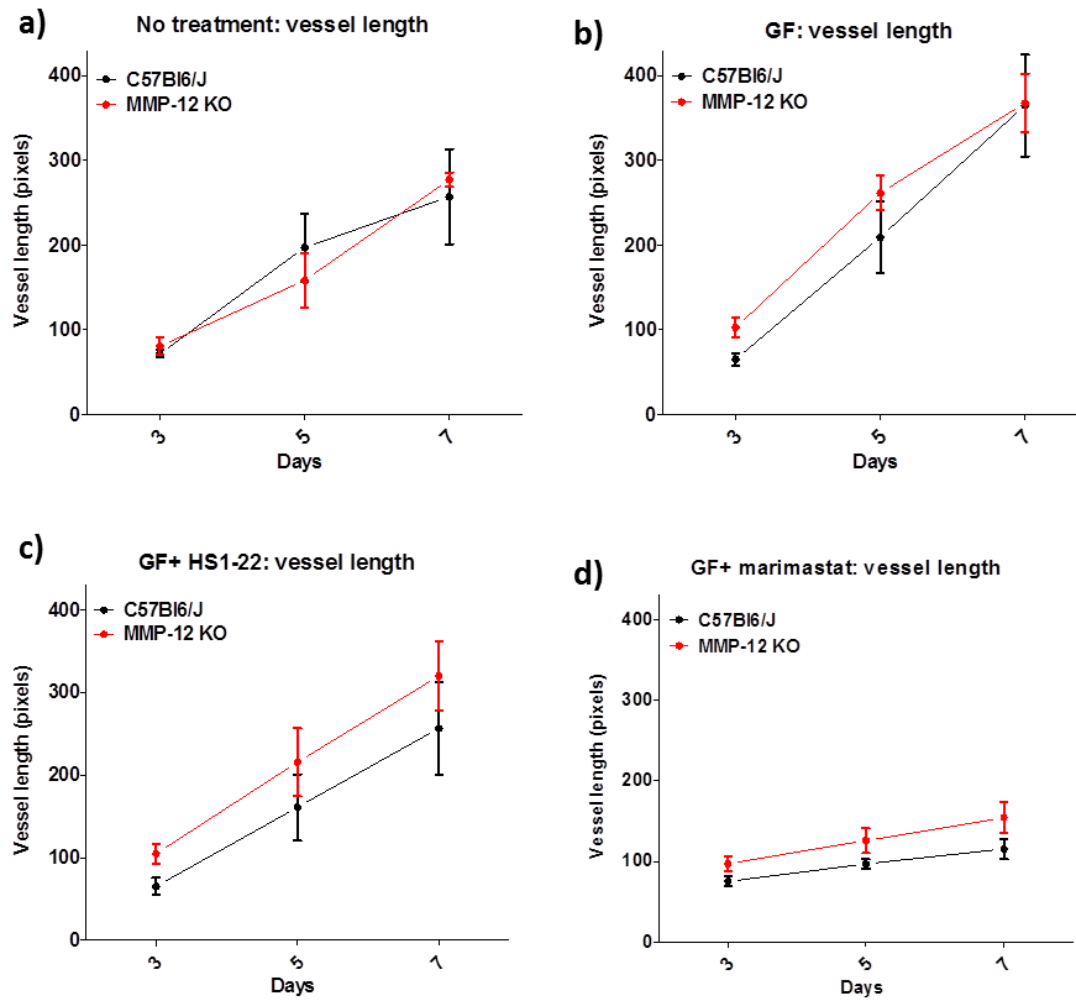 a)
No treatment: vessel length
C57Bl6/J
MMP-12 KO
Vessel length (pixels)
400
300
200
100
0
3
5
7
Days
b)
GF: vessel length
C57Bl6/J
MMP-12 KO
Vessel length (pixels)
400
300
200
100
0
3
5
7
Days
c)
GF+ HS1-22: vessel length
C57Bl6/J
MMP-12 KO
Vessel length (pixels)
400
300
200
100
0
3
5
7
Days
d)
GF+ marimastat: vessel length
C57Bl6/J
MMP-12 KO
Vessel length (pixels)
400
300
200
100
0
3
5
7
Days